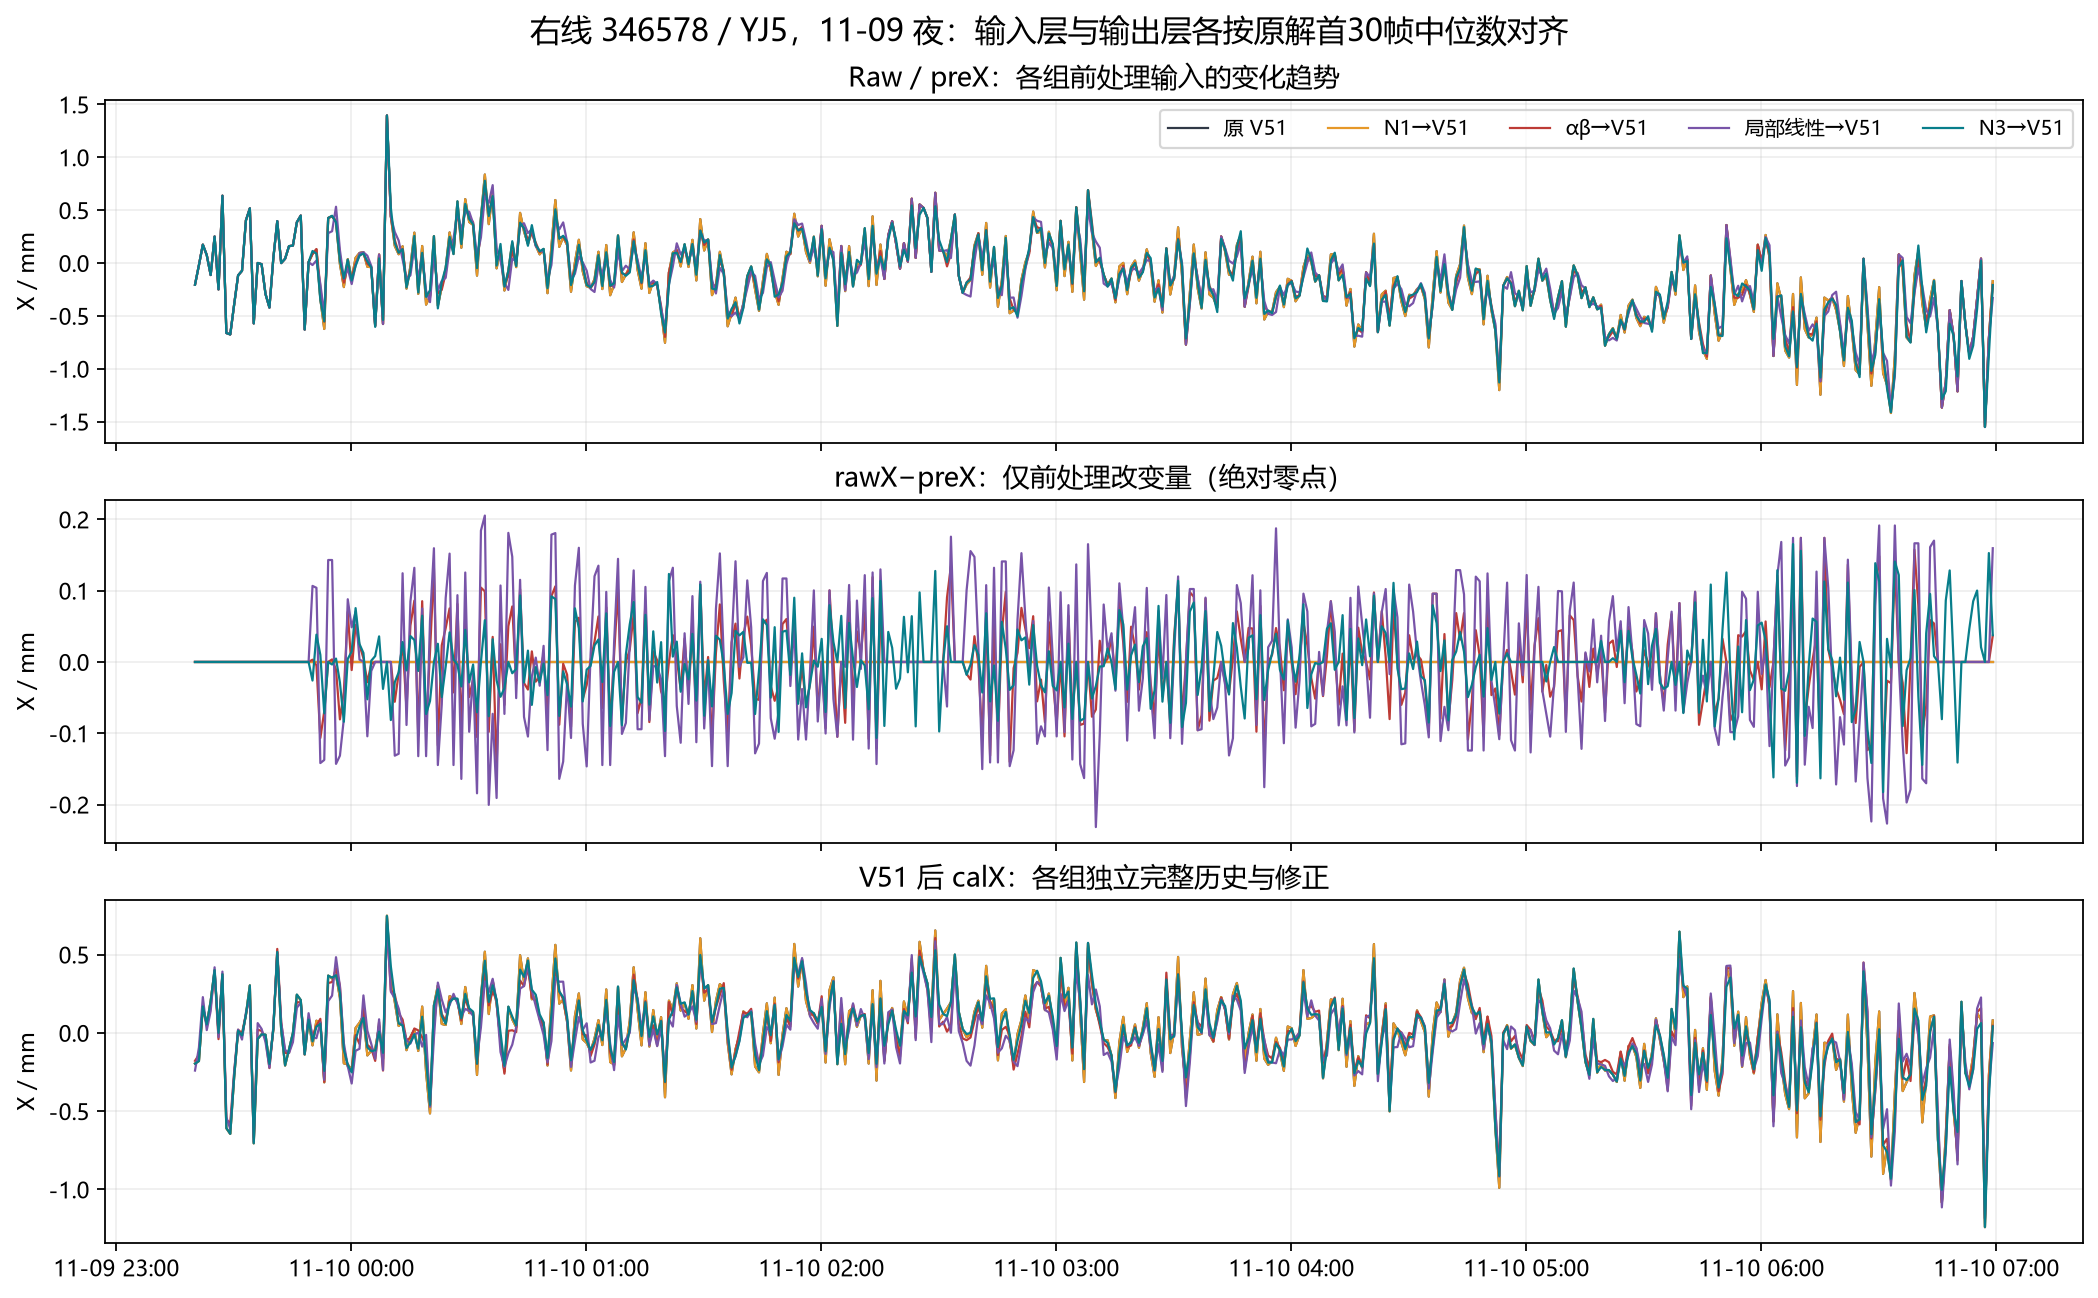 右线 346578 / YJ5，11-09 夜：输入层与输出层各按原解首30帧中位数对齐
Raw / preX：各组前处理输入的变化趋势
原 V51 N1→V51 αβ→V51 局部线性→V51 N3→V51
1.5
1.0
0.5
0.0
-0.5
-1.0
-1.5
X / mm
rawX−preX：仅前处理改变量（绝对零点）
0.2
0.1
0.0
-0.1
-0.2
X / mm
V51 后 calX：各组独立完整历史与修正
0.5
0.0
-0.5
-1.0
X / mm
11-09 23:00 11-10 00:00 11-10 01:00 11-10 02:00 11-10 03:00 11-10 04:00 11-10 05:00 11-10 06:00 11-10 07:00